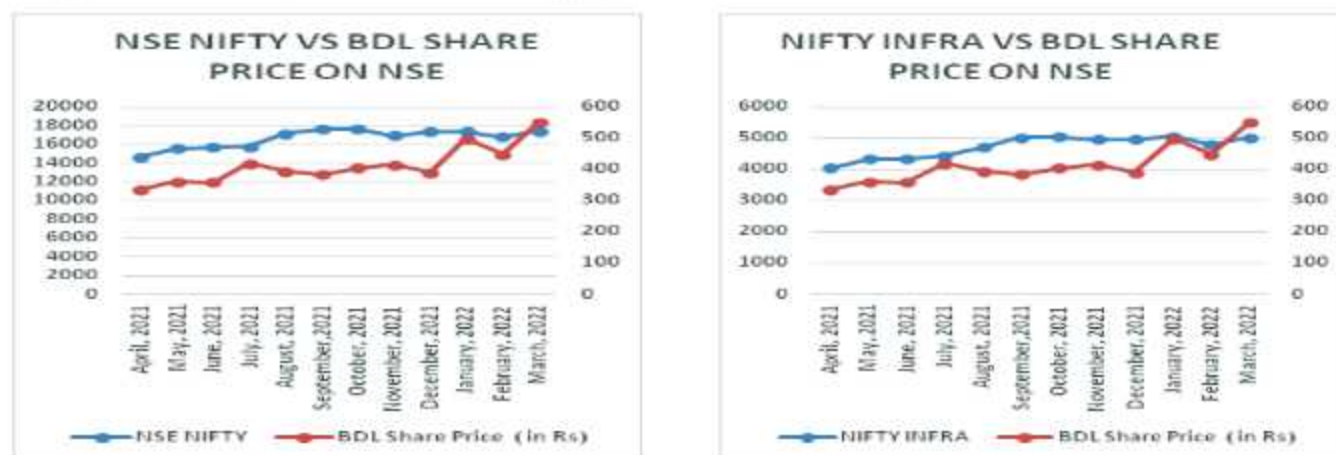 NSE NIFTY VS BDL SHARE
PRICE ON NSE
20000
18000
16000
14000
12000
10000
8000
6000
4000
2000
0
600
500
400
300
200
100
0
April, 2021
May, 2021
June, 2021
July, 2021
August, 2021
September,2021
October, 2021
November, 2021
December, 2021
January, 2022
February, 2022
March, 2022
NSE NIFTY
BDL Share Price ( in Rs)
NIFTY INFRA VS BDL SHARE
PRICE ON NSE
6000
5000
4000
3000
2000
1000
0
600
500
400
300
200
100
0
April, 2021
May, 2021
June, 2021
July, 2021
August, 2021
September,2021
October, 2021
November, 2021
December, 2021
January, 2022
February, 2022
March, 2022
NIFTY INFRA
BDL Share Price ( in Rs)